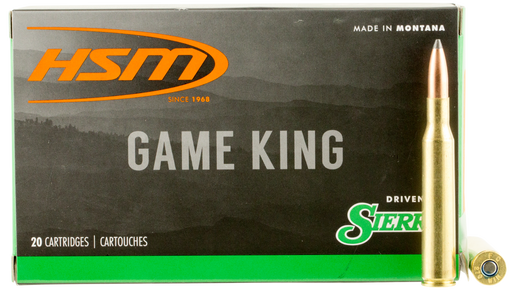 MADE IN MONTANA
HSM
SINCE 1968
GAME KING
DRIVEN
SIERR
20 CARTRIDGES | CARTOUCHES